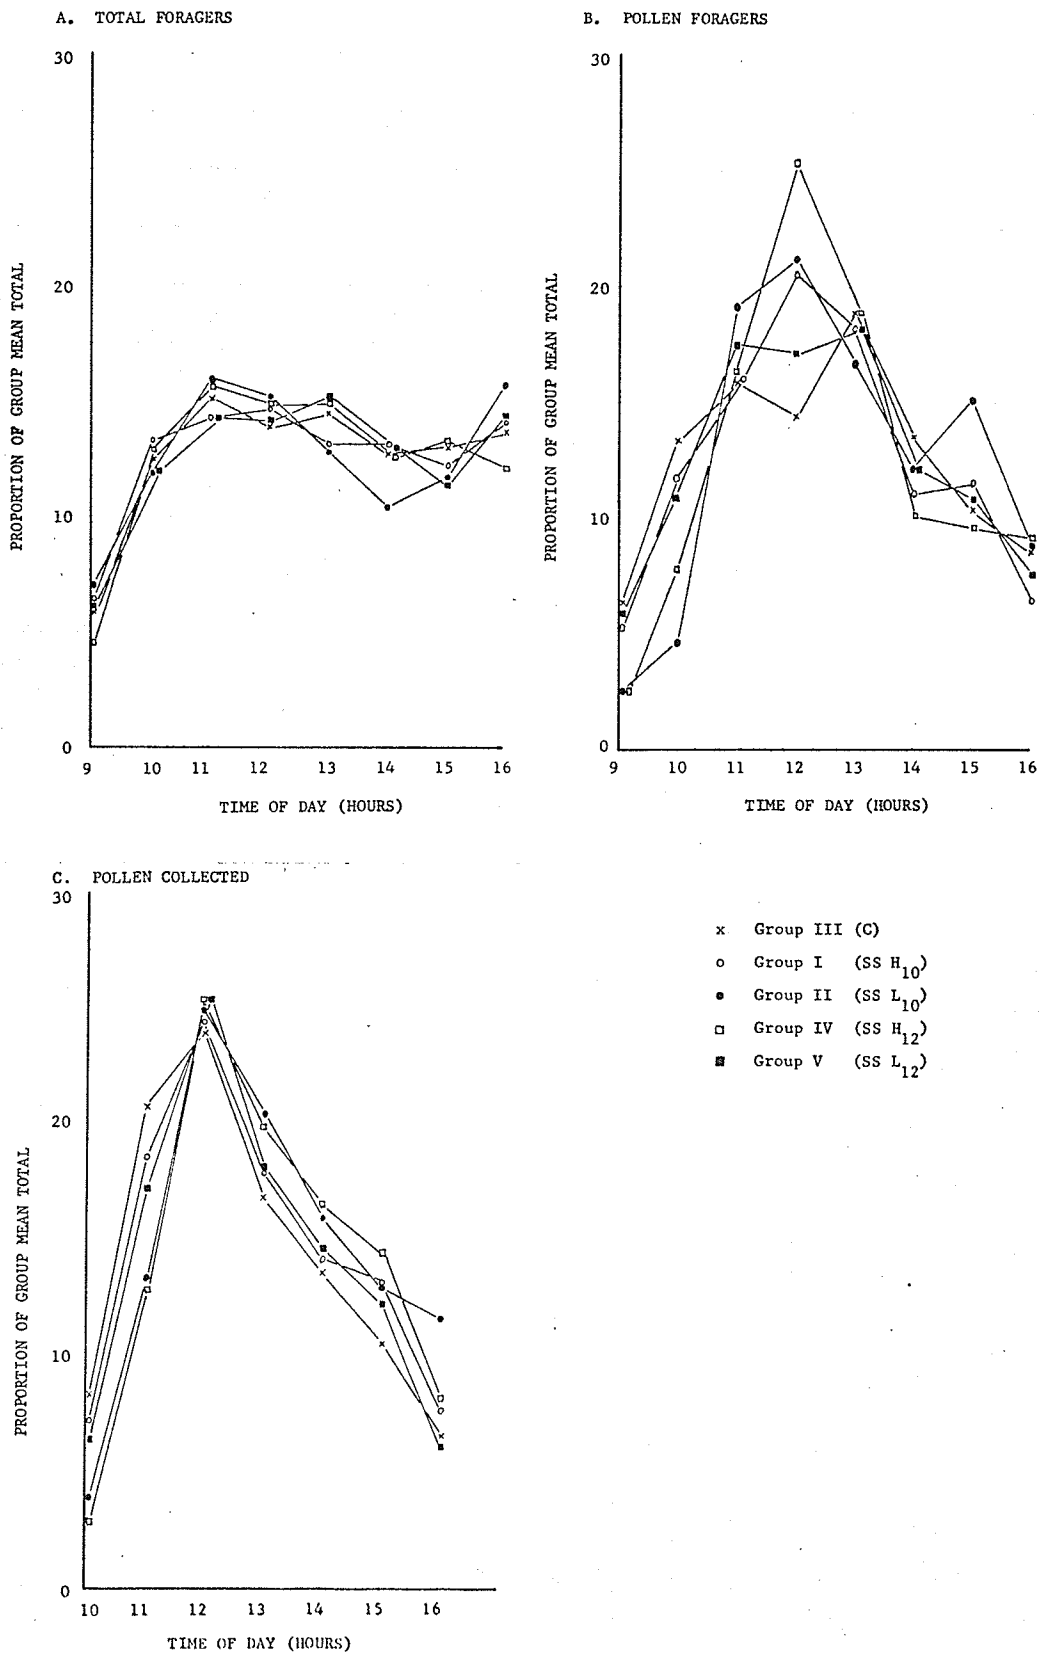 A. TOTAL FORAGERS
30
20
10
0
9 10 11 12 13 14 15 16
TIME OF DAY (HOURS)
PROPORTION OF GROUP MEAN TOTAL
B. POLLEN FORAGERS
30
20
10
0
9 10 11 12 13 14 15 16
TIME OF DAY (HOURS)
PROPORTION OF GROUP MEAN TOTAL
C. POLLEN COLLECTED
30
20
10
0
10 11 12 13 14 15 16
TIME OF DAY (HOURS)
PROPORTION OF GROUP MEAN TOTAL
x Group III (C)
o Group I (SS H10)
● Group II (SS L10)
□ Group IV (SS H12)
■ Group V (SS L12)